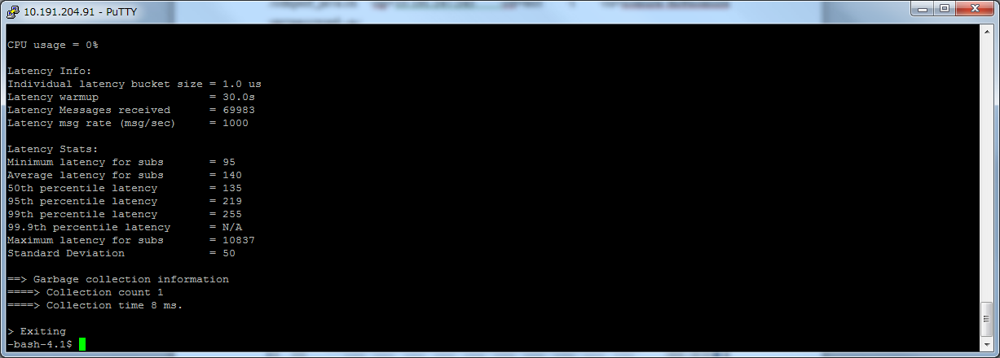 10.191.204.91 - PuTTY
CPU usage = 0%
Latency Info:
Individual latency bucket size = 1.0 us
Latency warmup                 = 30.0s
Latency Messages received      = 69983
Latency msg rate (msg/sec)     = 1000
Latency Stats:
Minimum latency for subs       = 95
Average latency for subs       = 140
50th percentile latency        = 135
95th percentile latency        = 219
99th percentile latency        = 255
99.9th percentile latency      = N/A
Maximum latency for subs       = 10837
Standard Deviation             = 50
==> Garbage collection information
====> Collection count 1
====> Collection time 8 ms.
> Exiting
-bash-4.1$